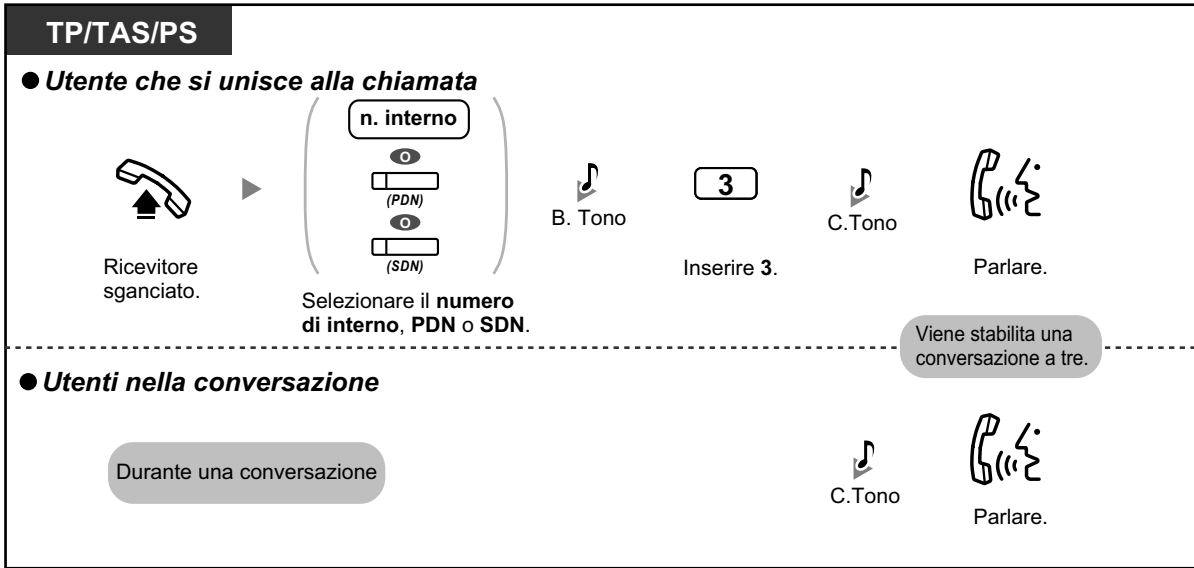 TP/TAS/PS
Utente che si unisce alla chiamata
n. interno
O
(PDN)
O
(SDN)
Ricevitore
sganciato.
Selezionare il numero
di interno, PDN o SDN.
B. Tono
3
Inserire 3.
C.Tono
Parlare.
Viene stabilita una
conversazione a tre.
Utenti nella conversazione
Durante una conversazione
C.Tono
Parlare.